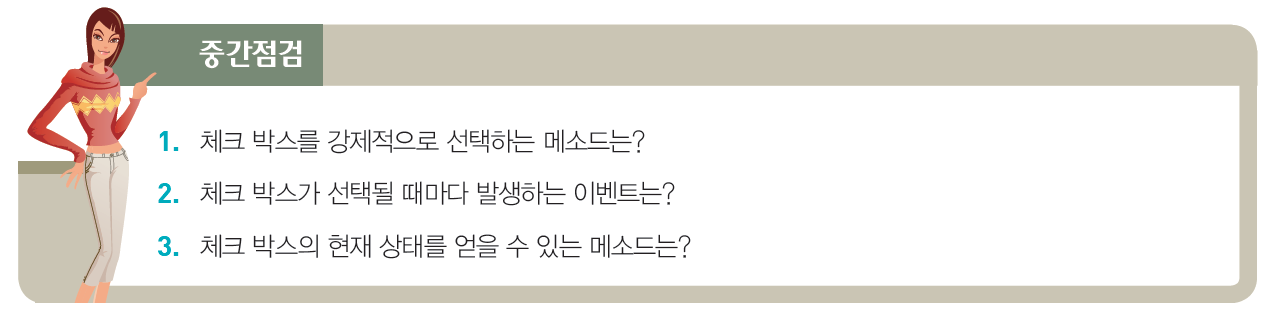 중간점검
1. 체크 박스를 강제적으로 선택하는 메소드는?
2. 체크 박스가 선택될 때마다 발생하는 이벤트는?
3. 체크 박스의 현재 상태를 얻을 수 있는 메소드는?